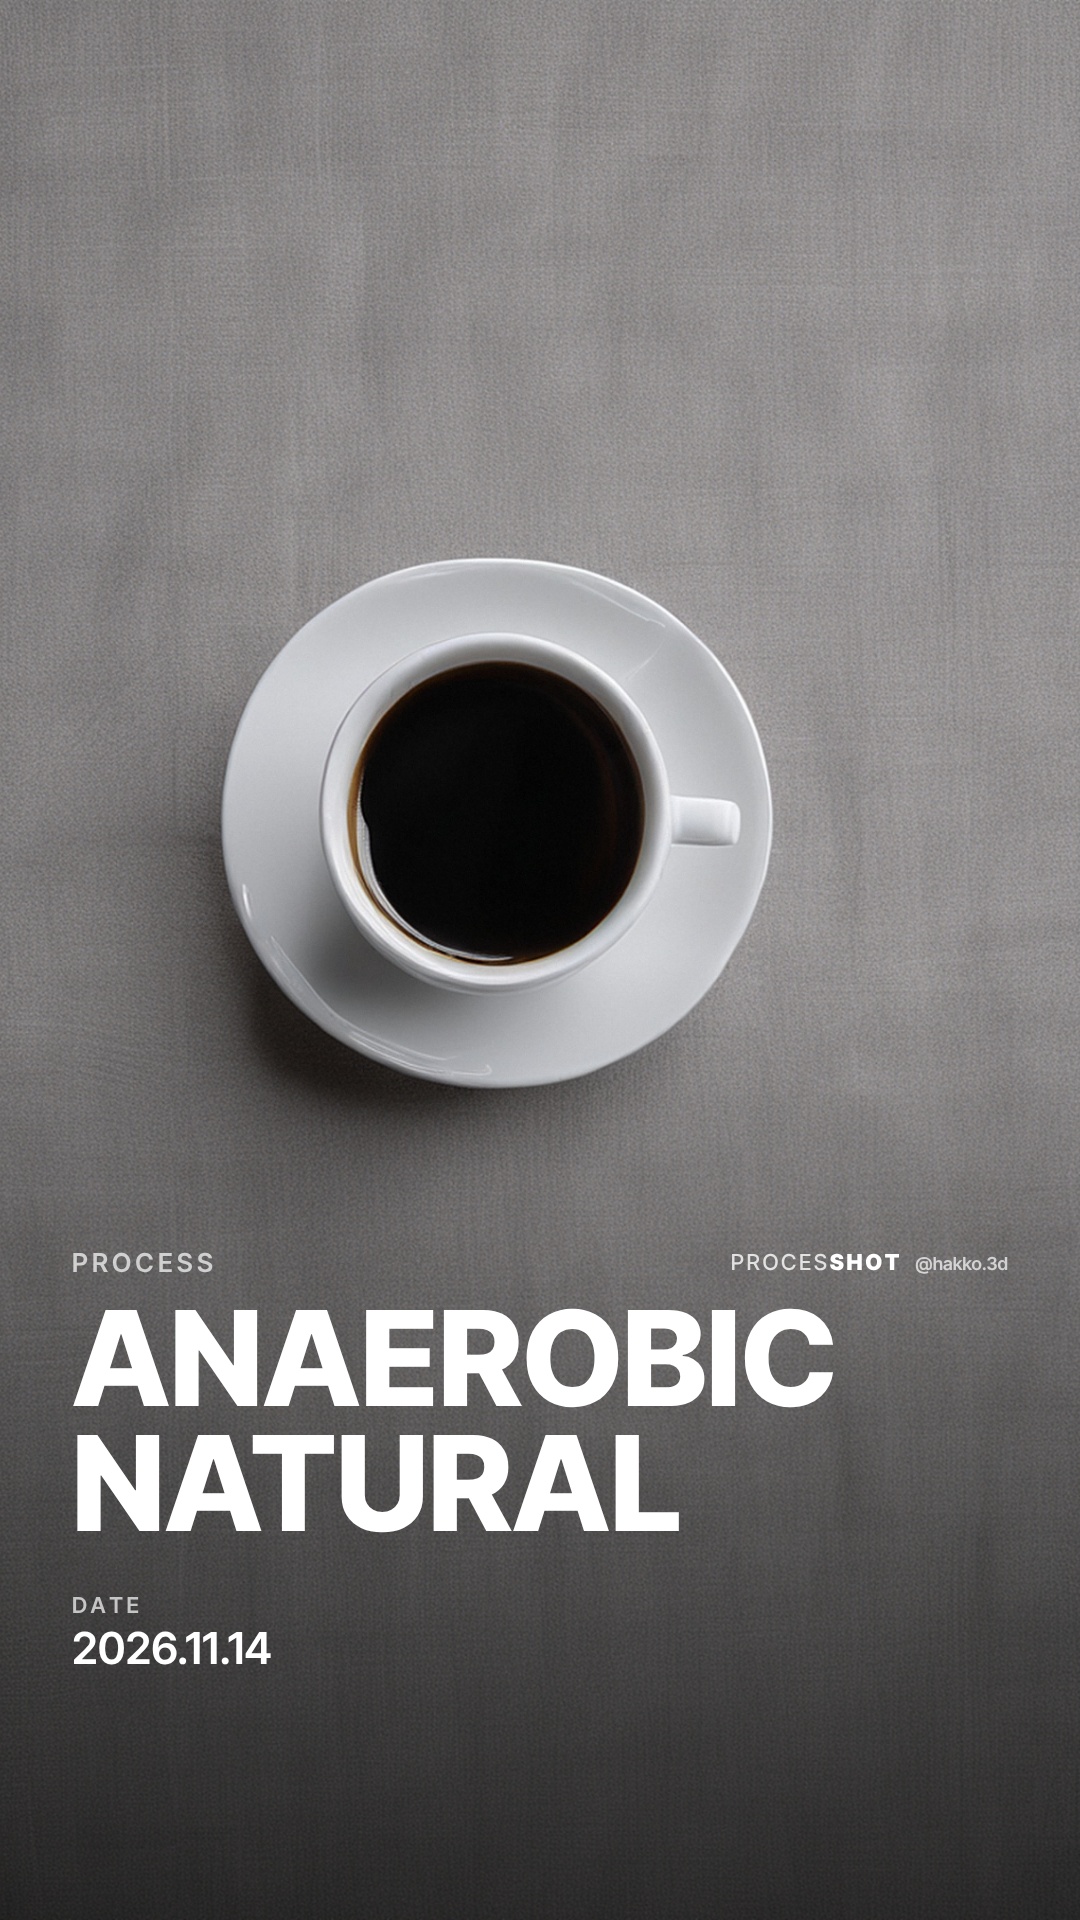 PROCESS
PROCESSHOT @hakko.3d
ANAEROBIC
NATURAL
DATE
2026.11.14